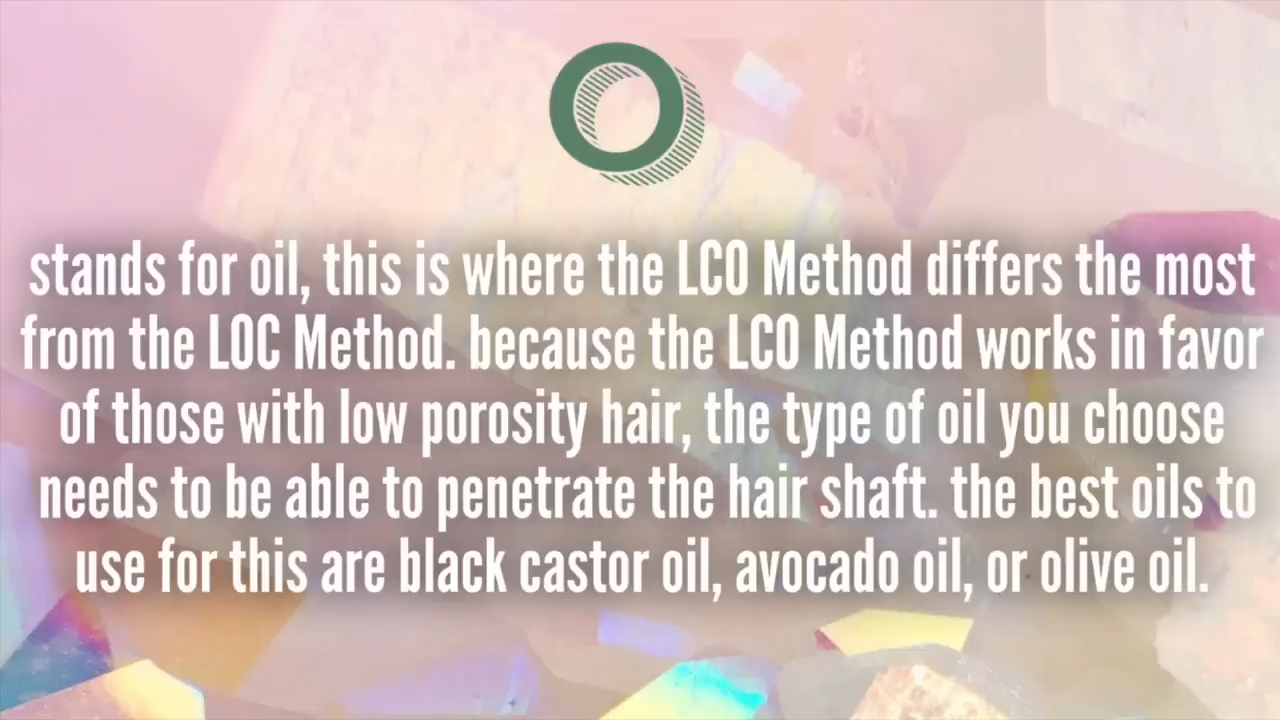 O
stands for oil, this is where the LCO Method differs the most
from the LOC Method. because the LCO Method works in favor
of those with low porosity hair, the type of oil you choose
needs to be able to penetrate the hair shaft. the best oils to
use for this are black castor oil, avocado oil, or olive oil.